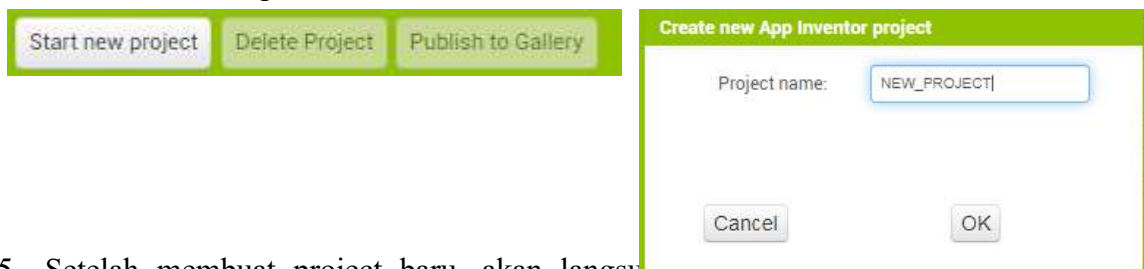 Start new project Delete Project Publish to Gallery
Create new App Inventor project
Project name: NEW_PROJECT
Cancel OK
5. Setelah membuat project baru, akan